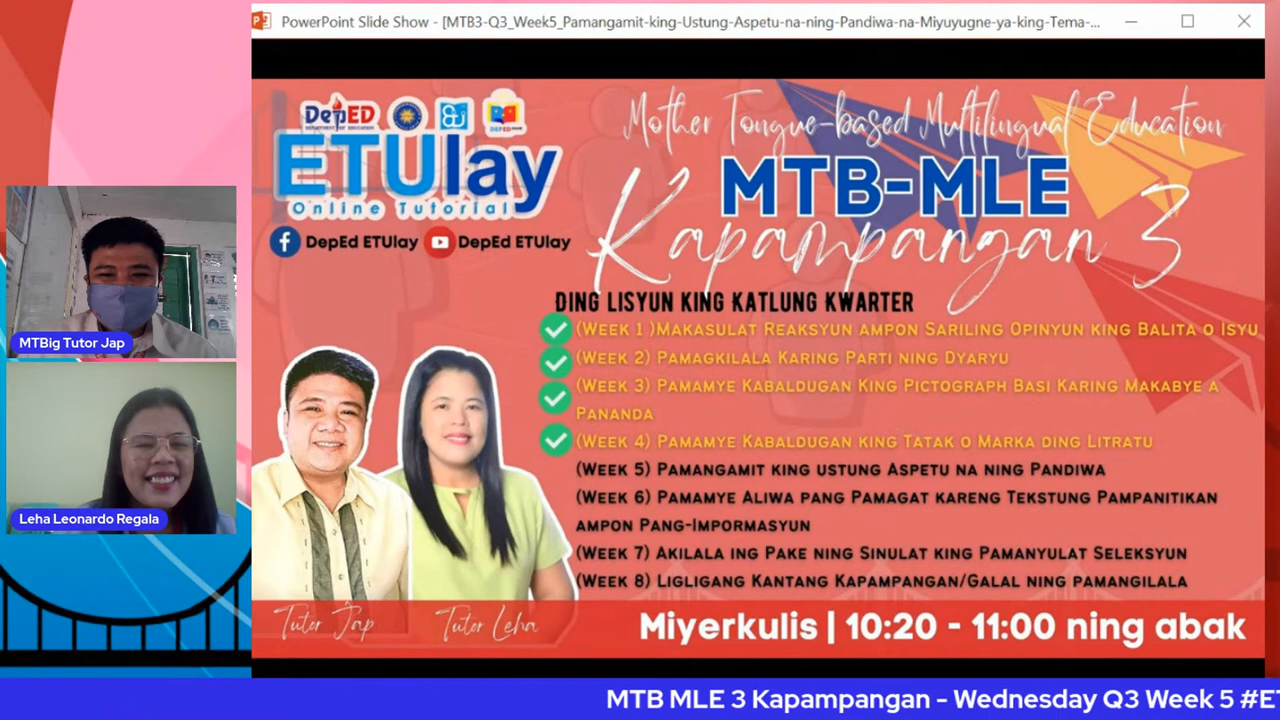 PowerPoint Slide Show - [MTB3-Q3_Week5_Pamangamit-king-Ustung-Aspetu-na-ning-Pandiwa-na-Miyuyugne-ya-king-Tema-...
DepED
DEPARTMENT OF EDUCATION
ETUlay
Online Tutorial
DepEd ETUlay DepEd ETUlay
Mother Tongue-based Multilingual Education
MTB-MLE
Kapampangan 3
DING LISYUN KING KATLUNG KWARTER
(Week 1 )Makasulat Reaksyun ampon Sariling Opinyun king Balita o Isyu
(Week 2) Pamagkilala Karing Parti ning Dyaryu
(Week 3) Pamamye Kabaldugan King Pictograph Basi Karing Makabye a
Pananda
(Week 4) Pamamye Kabaldugan king Tatak o Marka ding Litratu
(Week 5) Pamangamit king ustung Aspetu na ning Pandiwa
(Week 6) Pamamye Aliwa pang Pamagat kareng Tekstung Pampanitikan
ampon Pang-Impormasyun
(Week 7) Akilala ing Pake ning Sinulat king Pamanyulat Seleksyun
(Week 8) Ligligang Kantang Kapampangan/Galal ning pamangilala
Tutor Jap Tutor Leha
Miyerkulis | 10:20 - 11:00 ning abak
MTBig Tutor Jap
Leha Leonardo Regala
MTB MLE 3 Kapampangan - Wednesday Q3 Week 5 #ET